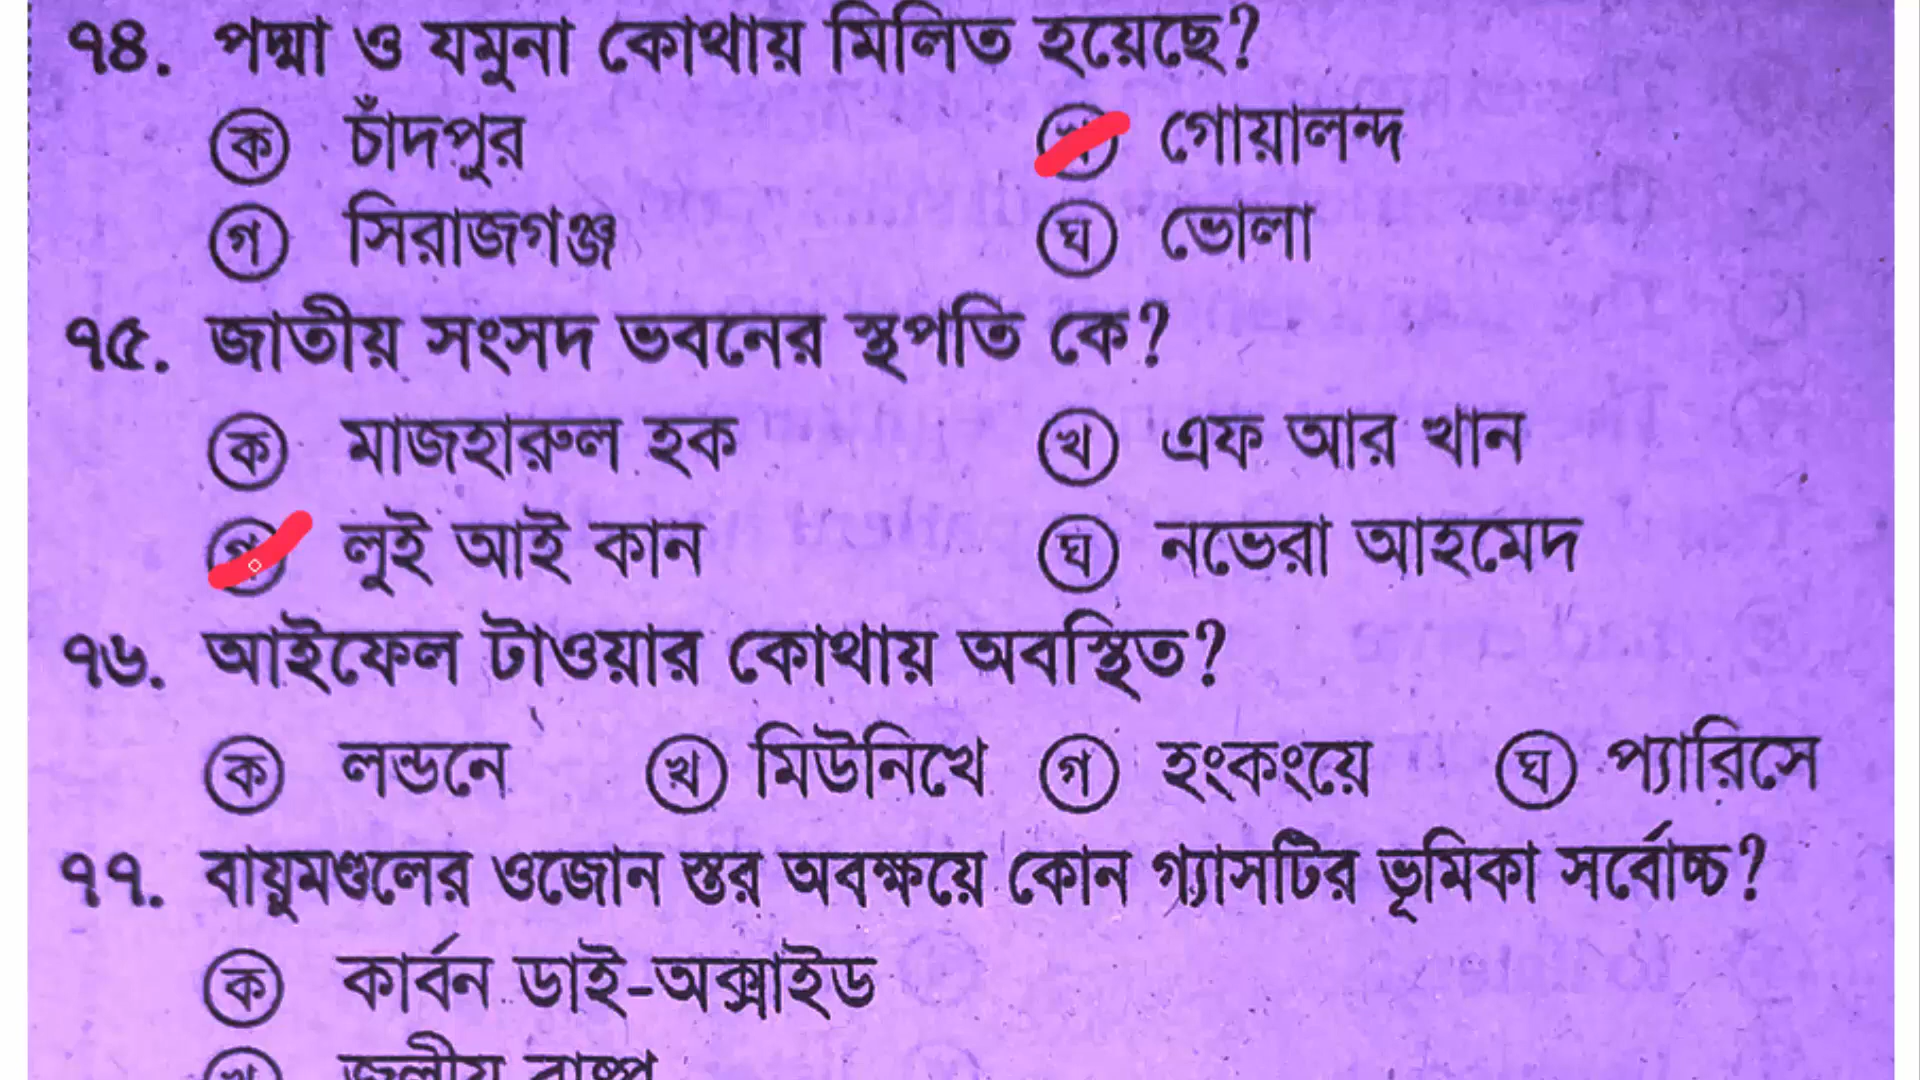 ৭৪. পদ্মা ও যমুনা কোথায় মিলিত হয়েছে?
ক চাঁদপুর খ গোয়ালন্দ
গ সিরাজগঞ্জ ঘ ভোলা
৭৫. জাতীয় সংসদ ভবনের স্থপতি কে?
ক মাজহারুল হক খ এফ আর খান
গ লুই আই কান ঘ নভেরা আহমেদ
৭৬. আইফেল টাওয়ার কোথায় অবস্থিত?
ক লন্ডনে খ মিউনিখে গ হংকংয়ে ঘ প্যারিসে
৭৭. বায়ুমণ্ডলের ওজোন স্তর অবক্ষয়ে কোন গ্যাসটির ভূমিকা সর্বোচ্চ?
ক কার্বন ডাই-অক্সাইড
খ জলীয় বাষ্প